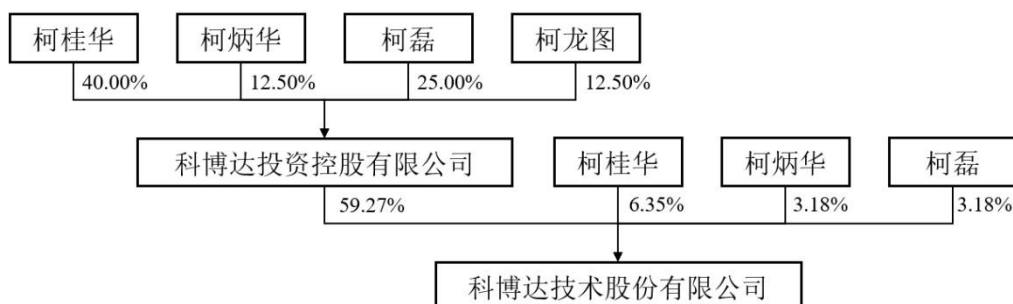 柯桂华 柯炳华 柯磊 柯龙图
40.00% 12.50% 25.00% 12.50%
科博达投资控股有限公司 柯桂华 柯炳华 柯磊
59.27% 6.35% 3.18% 3.18%
科博达技术股份有限公司